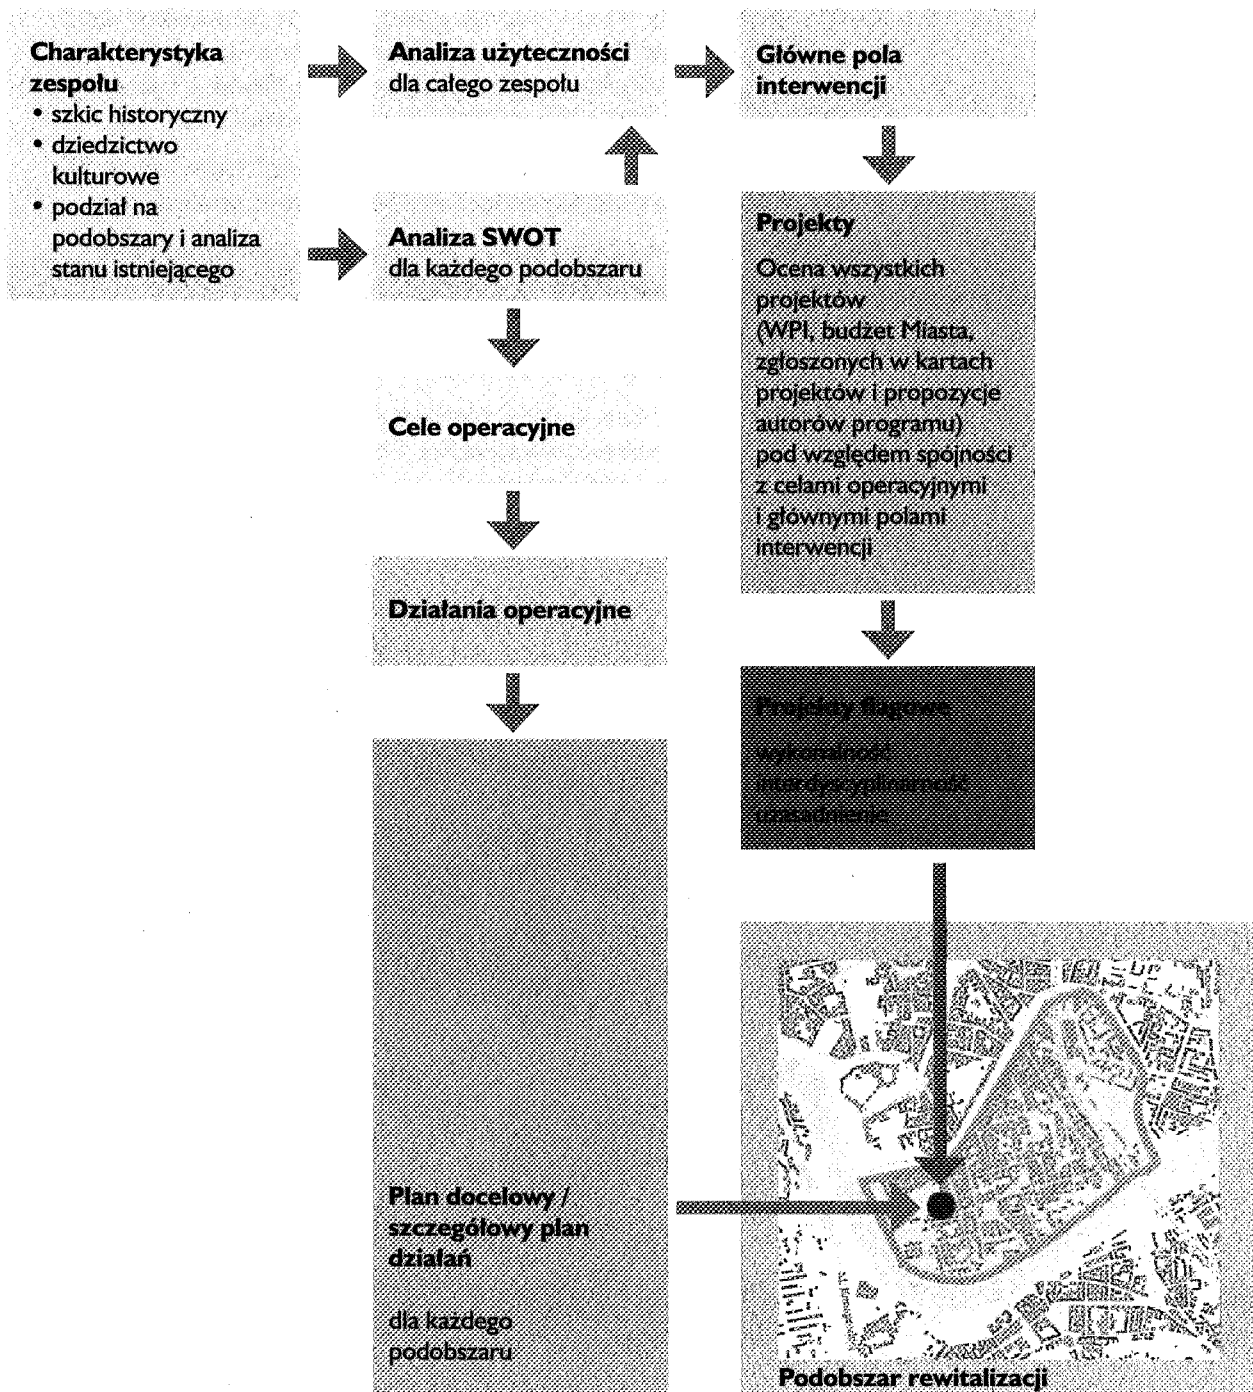 Charakterystyka
zespołu
• szkic historyczny
• dziedzictwo
kulturowe
• podział na
podobszary i analiza
stanu istniejącego
Analiza użyteczności
dla całego zespołu
Główne pola
interwencji
Analiza SWOT
dla każdego podobszaru
Cele operacyjne
Działania operacyjne
Projekty
Ocena wszystkich
projektów
(WPI, budżet Miasta,
zgłoszonych w kartach
projektów i propozycje
autorów programu)
pod względem spójności
z celami operacyjnymi
i głównymi polami
interwencji
Projekty flagowe
wykonalność
interdyscyplinarność
uzasadnienie
Plan docelowy /
szczegółowy plan
działań
dla każdego
podobszaru
Podobszar rewitalizacji